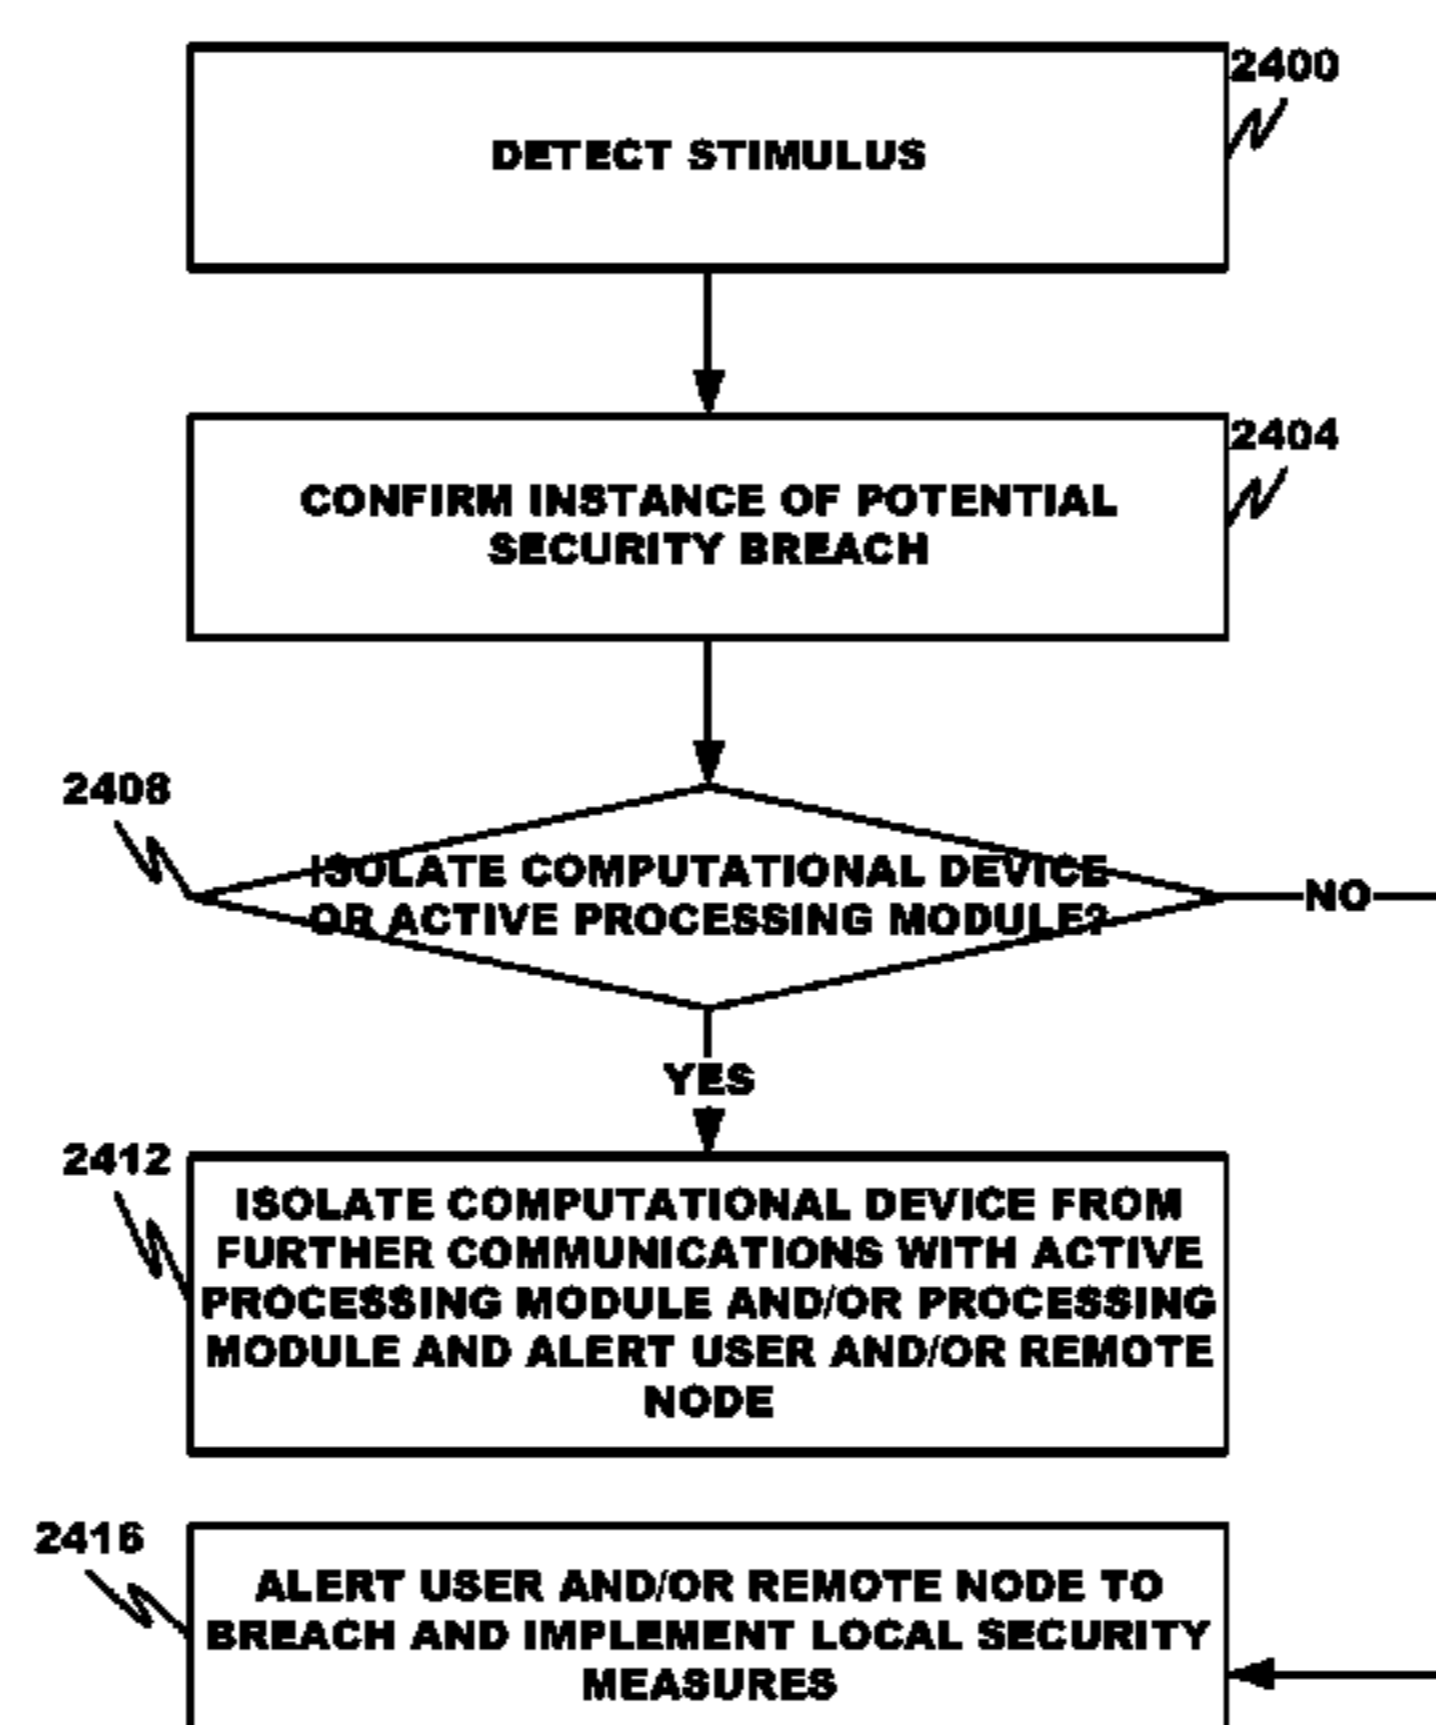 2400
DETECT STIMULUS
2404
CONFIRM INSTANCE OF POTENTIAL
SECURITY BREACH
2408
ISOLATE COMPUTATIONAL DEVICE
OR ACTIVE PROCESSING MODULE?
NO
YES
2412
ISOLATE COMPUTATIONAL DEVICE FROM
FURTHER COMMUNICATIONS WITH ACTIVE
PROCESSING MODULE AND/OR PROCESSING
MODULE AND ALERT USER AND/OR REMOTE
NODE
2416
ALERT USER AND/OR REMOTE NODE TO
BREACH AND IMPLEMENT LOCAL SECURITY
MEASURES